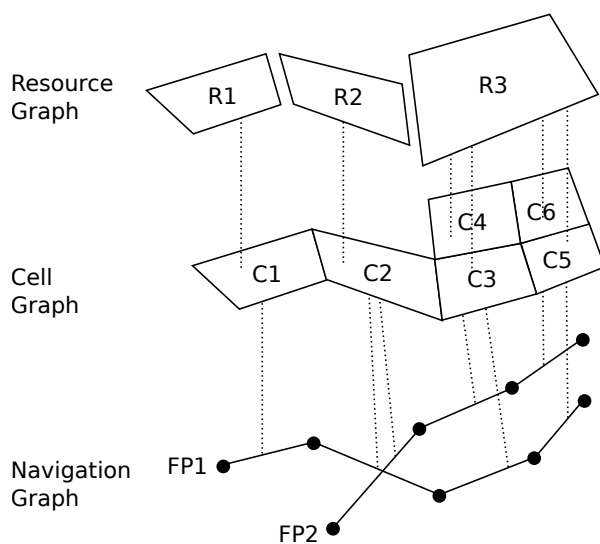 Resource
Graph
R1
R2
R3
Cell
Graph
C1
C2
C3
C4
C5
C6
Navigation
Graph
FP1
FP2